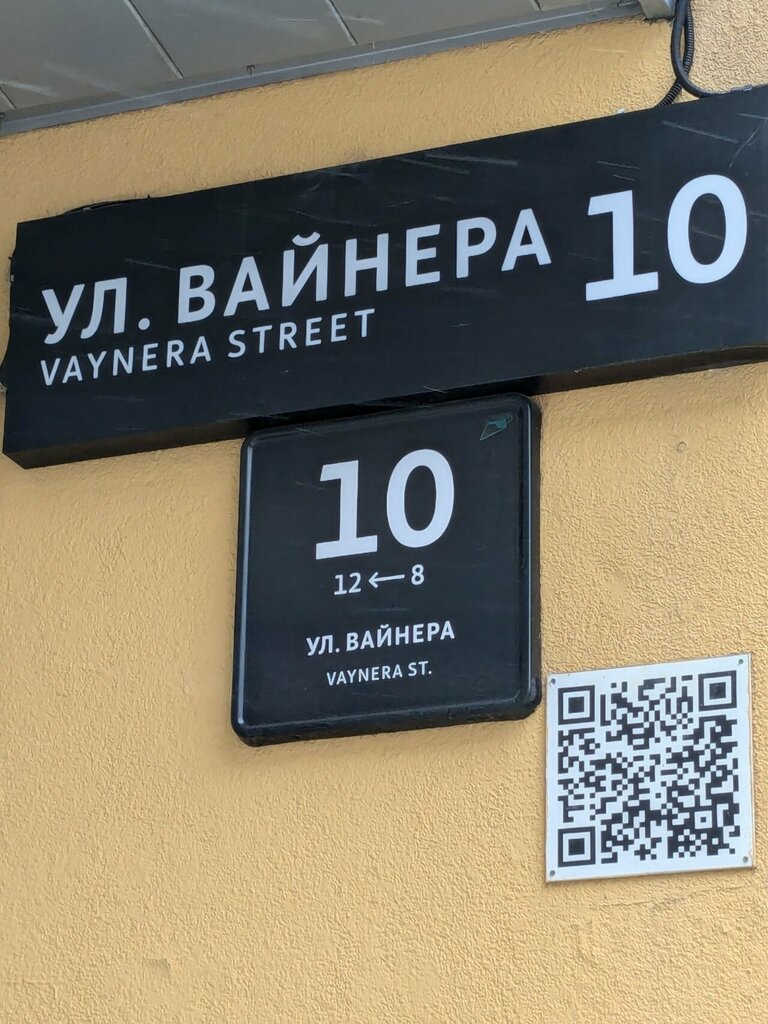 УЛ. ВАЙНЕРА 10
VAYNERA STREET
10
12 ← 8
УЛ. ВАЙНЕРА
VAYNERA ST.